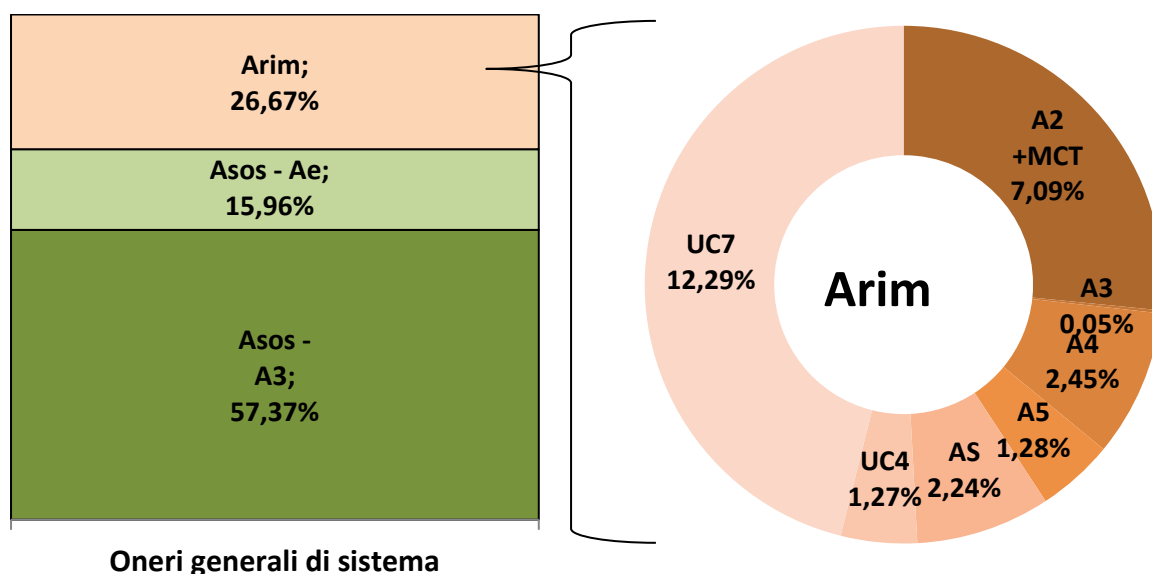 Arim;
26,67%
Asos - Ae;
15,96%
Asos -
A3;
57,37%
Oneri generali di sistema
A2
+MCT
7,09%
A3
0,05%
A4
2,45%
A5
1,28%
AS
2,24%
UC4
1,27%
UC7
12,29%
Arim